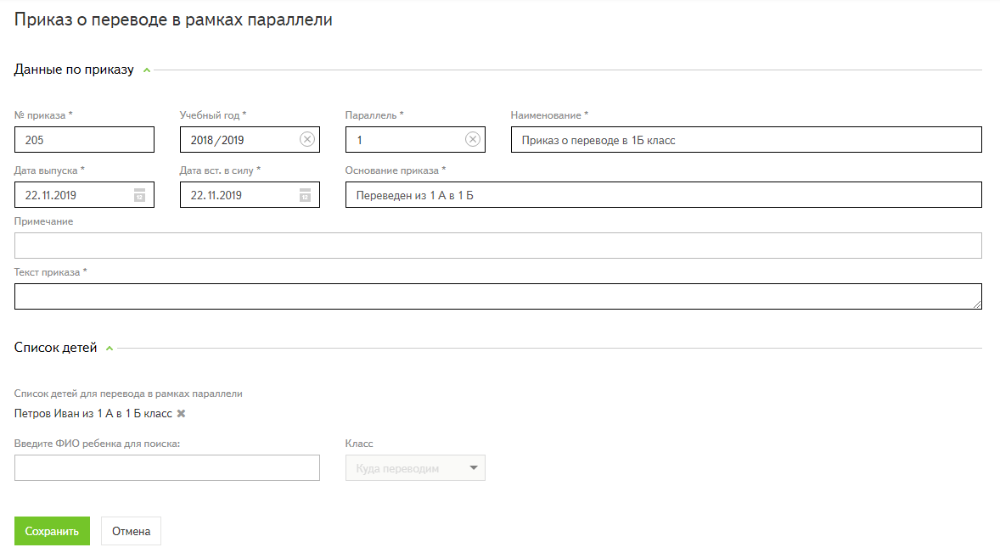 Приказ о переводе в рамках параллели
Данные по приказу
№ приказа * Учебный год * Параллель * Наименование *
205 2018/2019 1 Приказ о переводе в 1Б класс
Дата выпуска * Дата вст. в силу * Основание приказа *
22.11.2019 12 22.11.2019 12 Переведен из 1 А в 1 Б
Примечание
Текст приказа *
Список детей
Список детей для перевода в рамках параллели
Петров Иван из 1 А в 1 Б класс
Введите ФИО ребенка для поиска: Класс
Куда переводим
Сохранить Отмена